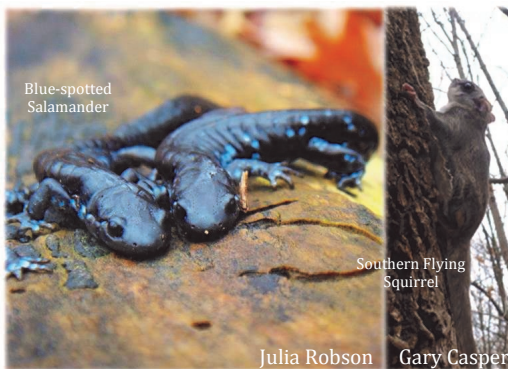 Blue-spotted
Salamander
Southern Flying
Squirrel
Julia Robson
Gary Casper